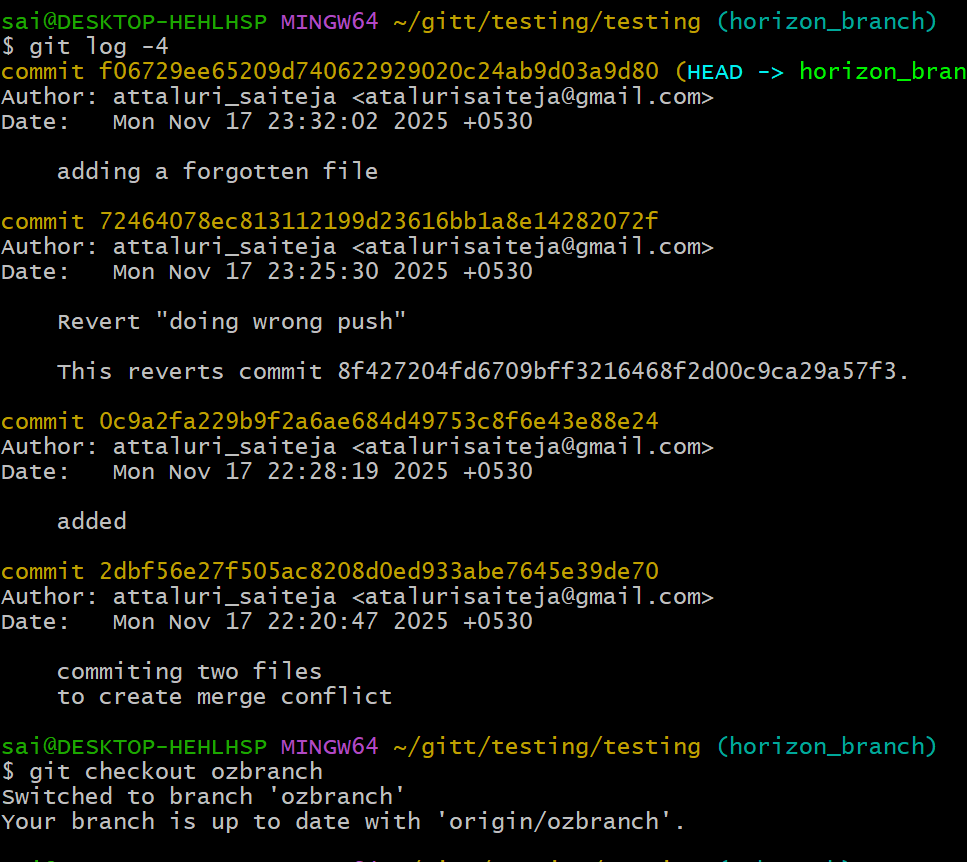 sai@DESKTOP-HEHLHSP MINGW64 ~/gitt/testing/testing (horizon_branch)
$ git log -4
commit f06729ee65209d740622929020c24ab9d03a9d80 (HEAD -> horizon_bran
Author: attaluri_saiteja <atalurisaiteja@gmail.com>
Date:   Mon Nov 17 23:32:02 2025 +0530
    adding a forgotten file
commit 72464078ec813112199d23616bb1a8e14282072f
Author: attaluri_saiteja <atalurisaiteja@gmail.com>
Date:   Mon Nov 17 23:25:30 2025 +0530
    Revert "doing wrong push"
    This reverts commit 8f427204fd6709bff3216468f2d00c9ca29a57f3.
commit 0c9a2fa229b9f2a6ae684d49753c8f6e43e88e24
Author: attaluri_saiteja <atalurisaiteja@gmail.com>
Date:   Mon Nov 17 22:28:19 2025 +0530
    added
commit 2dbf56e27f505ac8208d0ed933abe7645e39de70
Author: attaluri_saiteja <atalurisaiteja@gmail.com>
Date:   Mon Nov 17 22:20:47 2025 +0530
    commiting two files
    to create merge conflict
sai@DESKTOP-HEHLHSP MINGW64 ~/gitt/testing/testing (horizon_branch)
$ git checkout ozbranch
Switched to branch 'ozbranch'
Your branch is up to date with 'origin/ozbranch'.